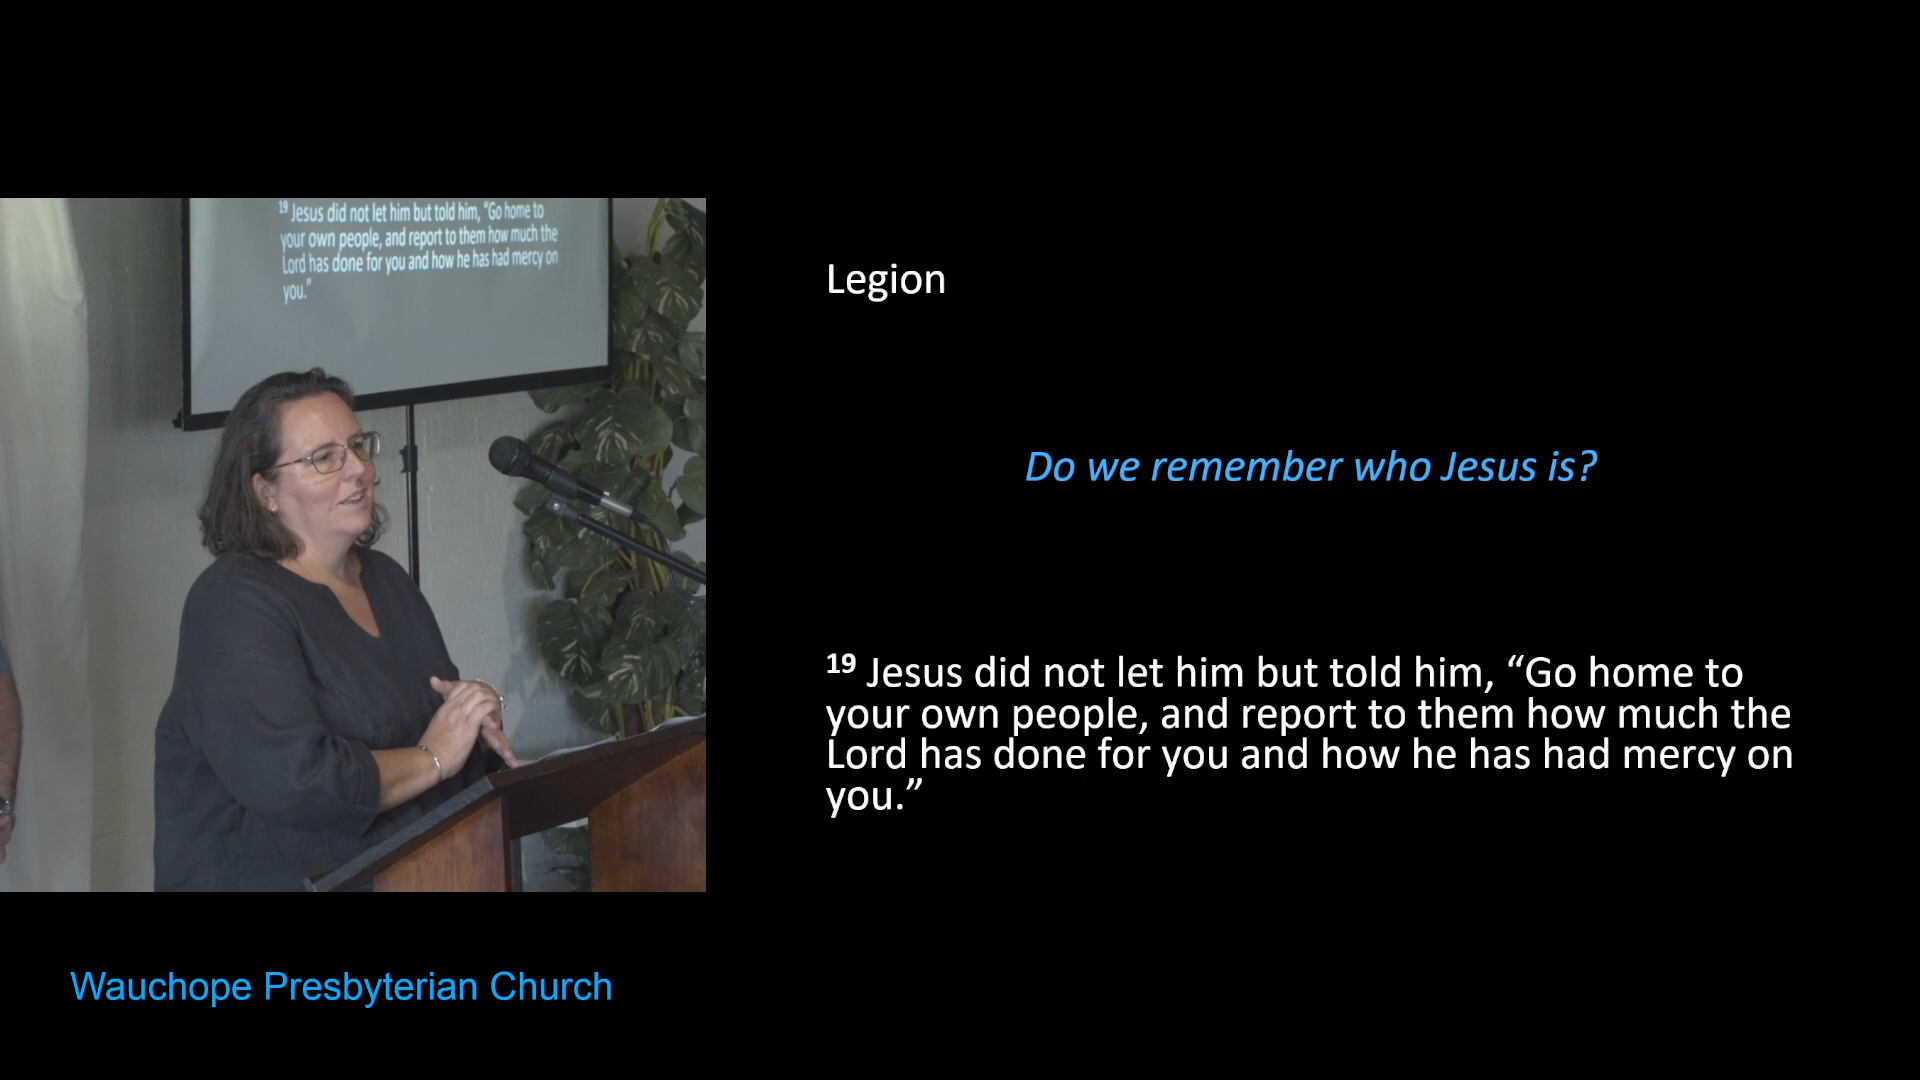 19 Jesus did not let him but told him, “Go home to
your own people, and report to them how much the
Lord has done for you and how he has had mercy on
you.”
Legion
Do we remember who Jesus is?
19 Jesus did not let him but told him, “Go home to
your own people, and report to them how much the
Lord has done for you and how he has had mercy on
you.”
Wauchope Presbyterian Church